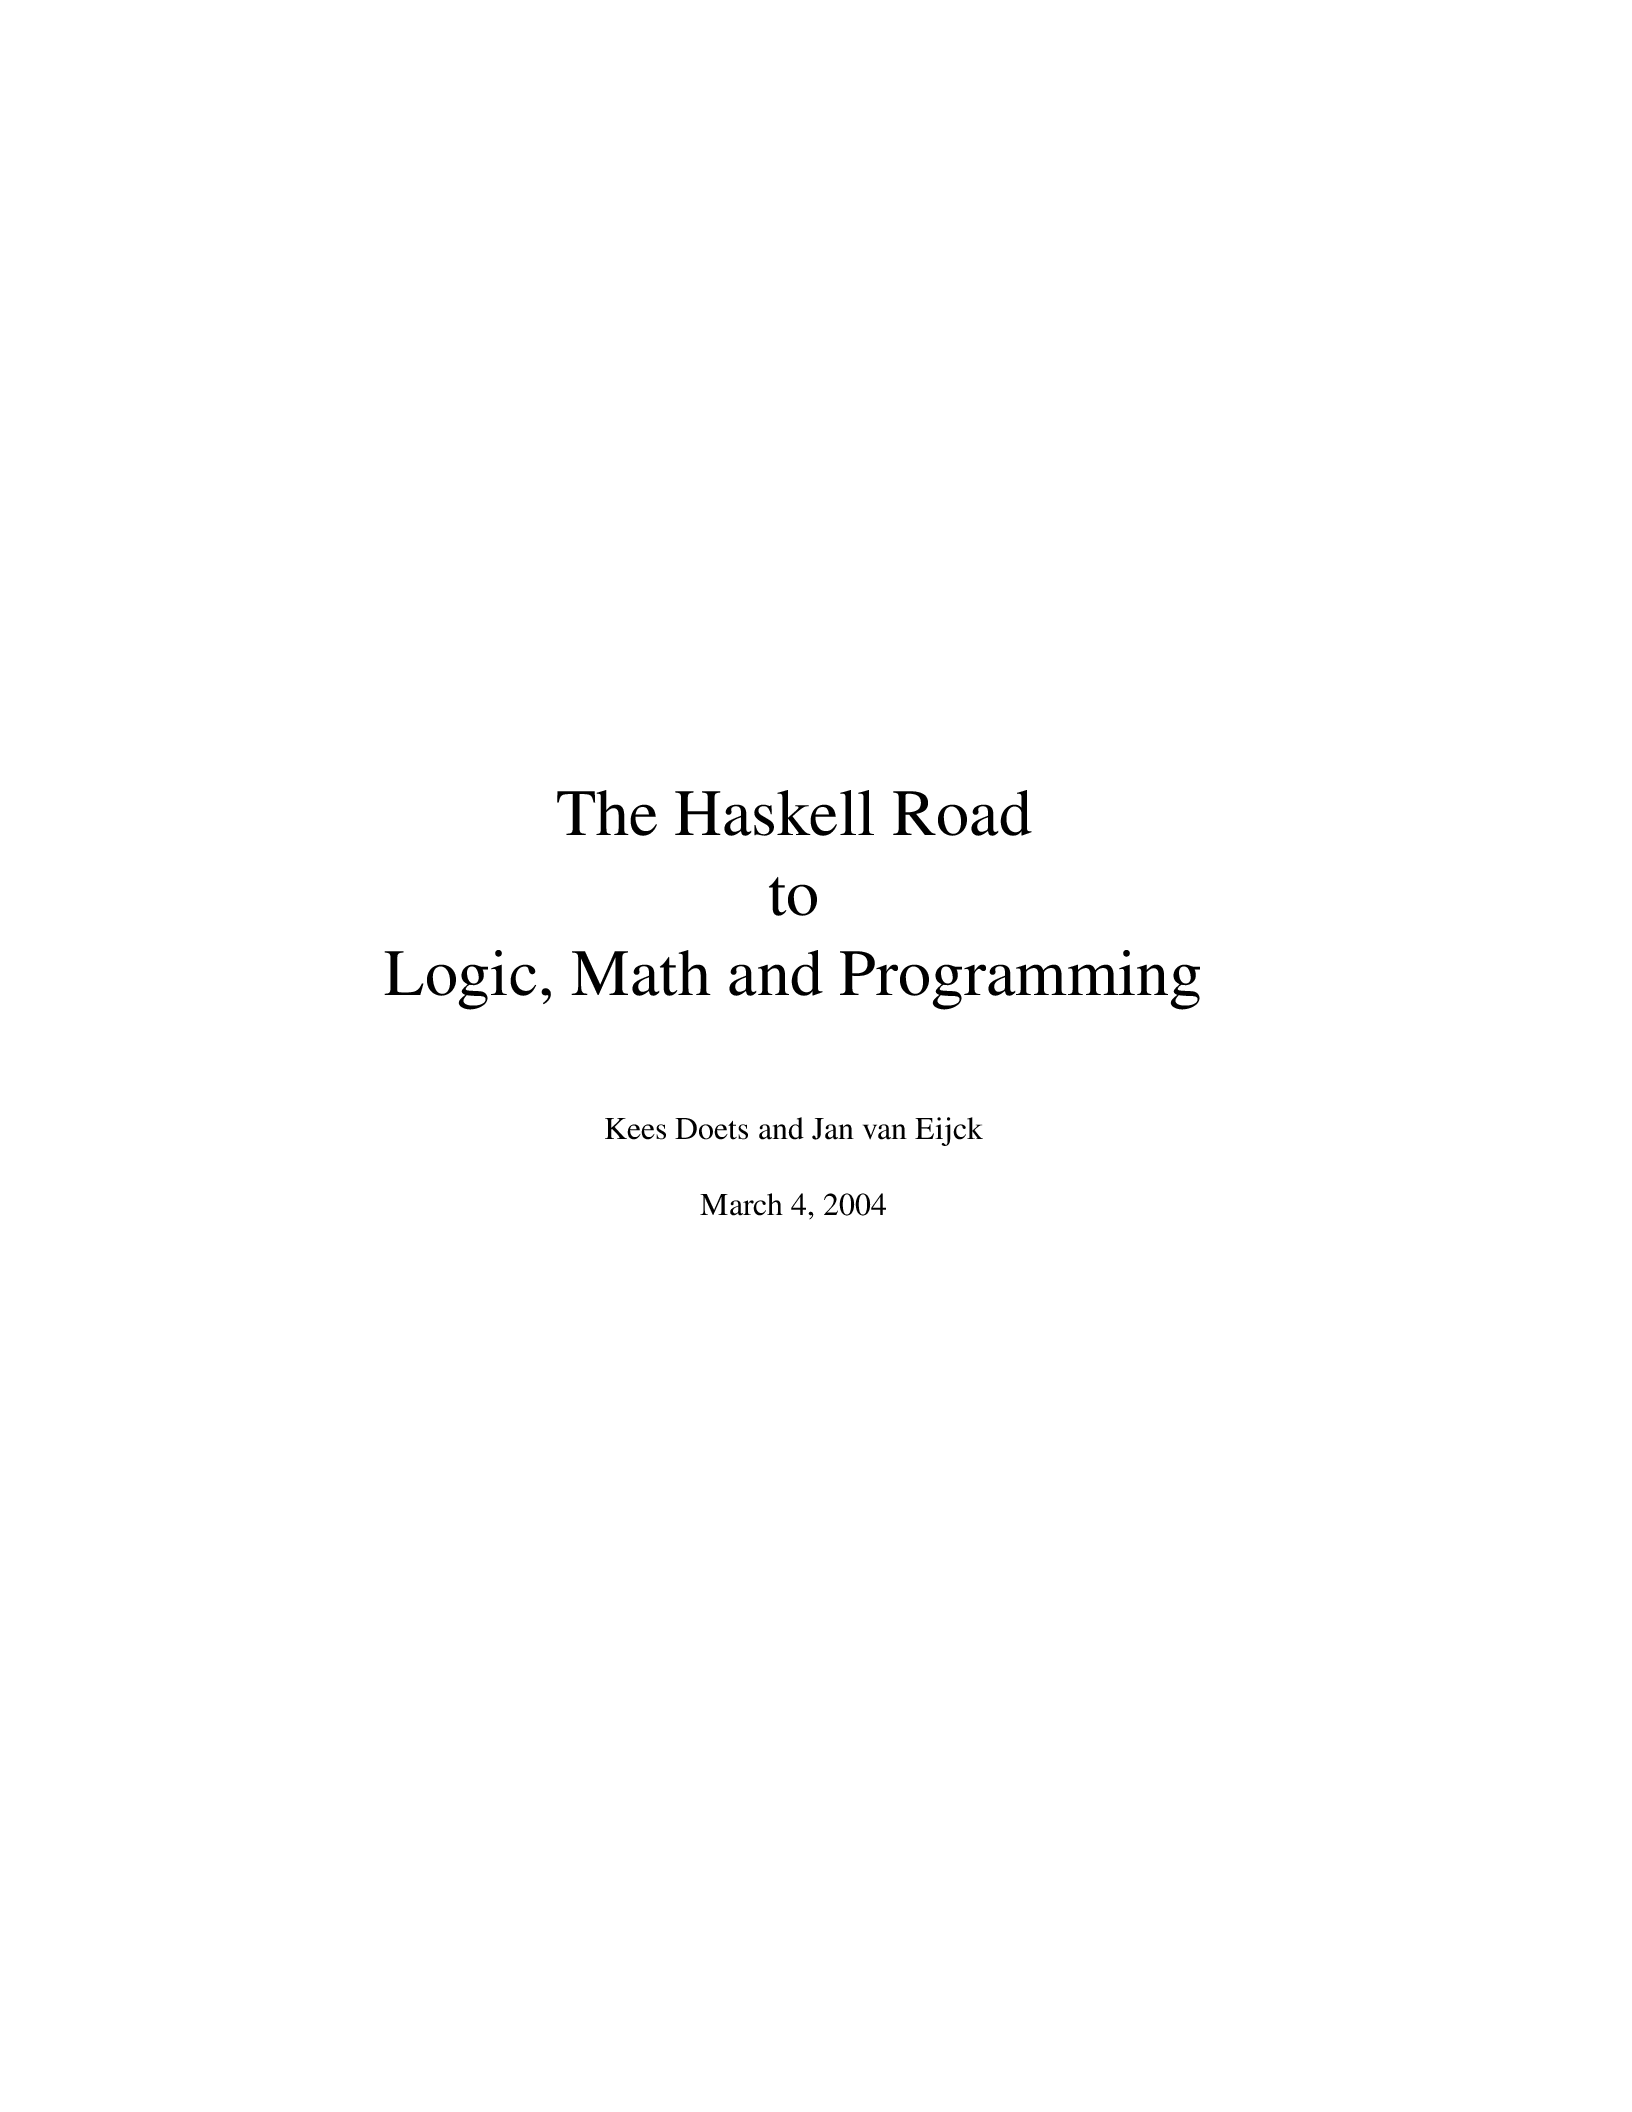 The Haskell Road
to
Logic, Math and Programming
Kees Doets and Jan van Eijck
March 4, 2004